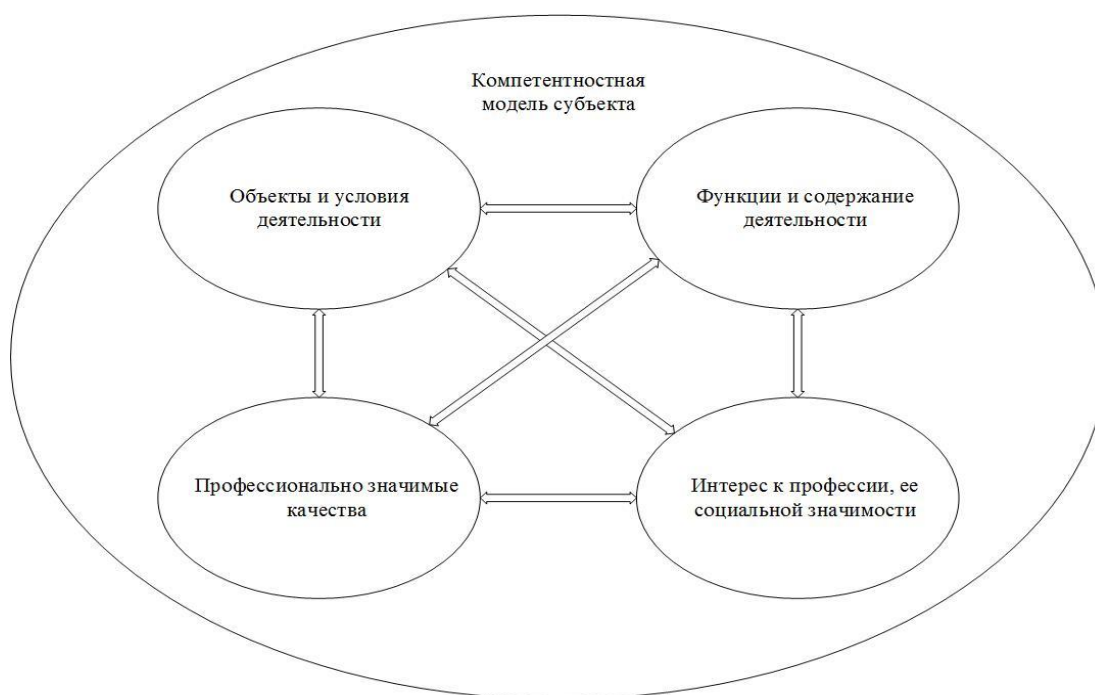 Компетентностная
модель субъекта
Объекты и условия
деятельности
Функции и содержание
деятельности
Профессионально значимые
качества
Интерес к профессии, ее
социальной значимости